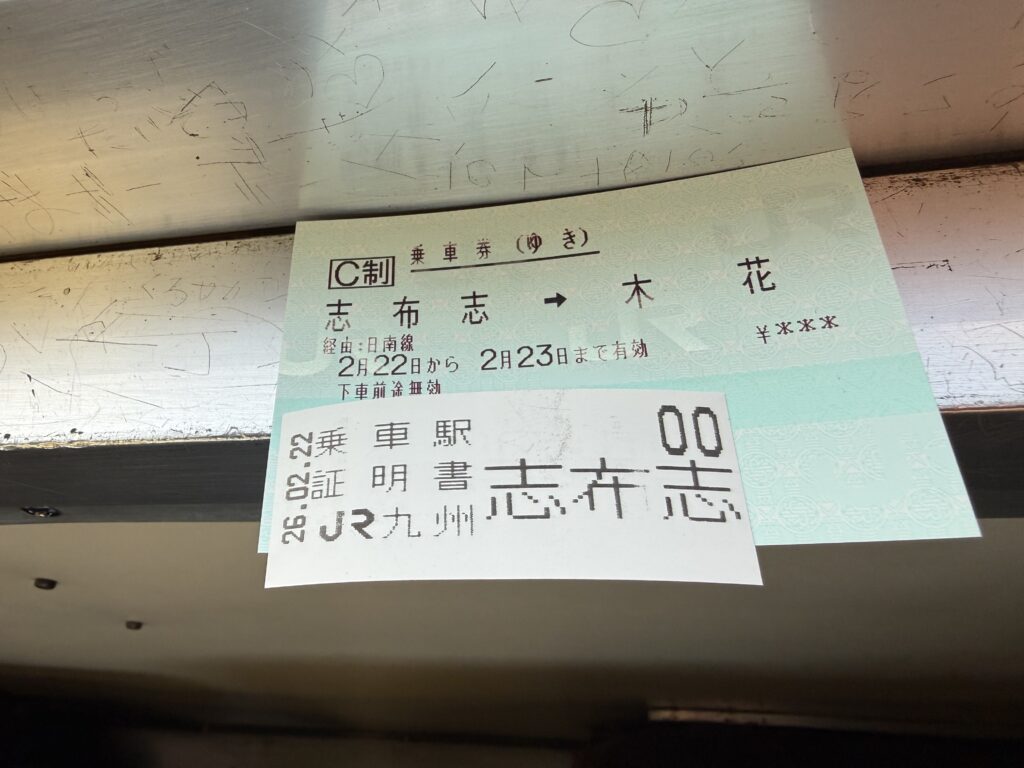 C制 乗車券(ゆき)
志布志 → 木花
経由:日南線
¥***
2月22日から 2月23日まで有効
下車前途無効
26.02.22
乗車駅 00
証明書 志布志
JR九州